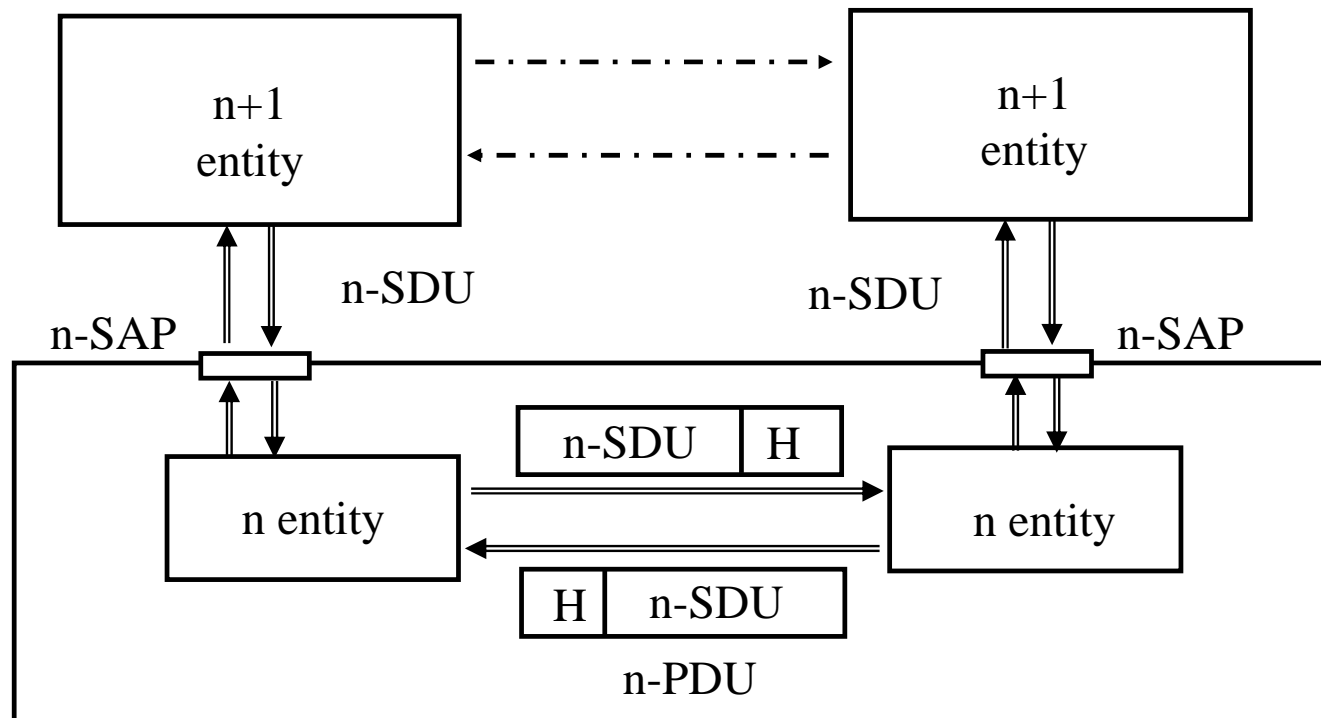 n+1
entity
n+1
entity
n-SDU
n-SDU
n-SAP
n-SAP
n-SDU H
n entity
n entity
H n-SDU
n-PDU